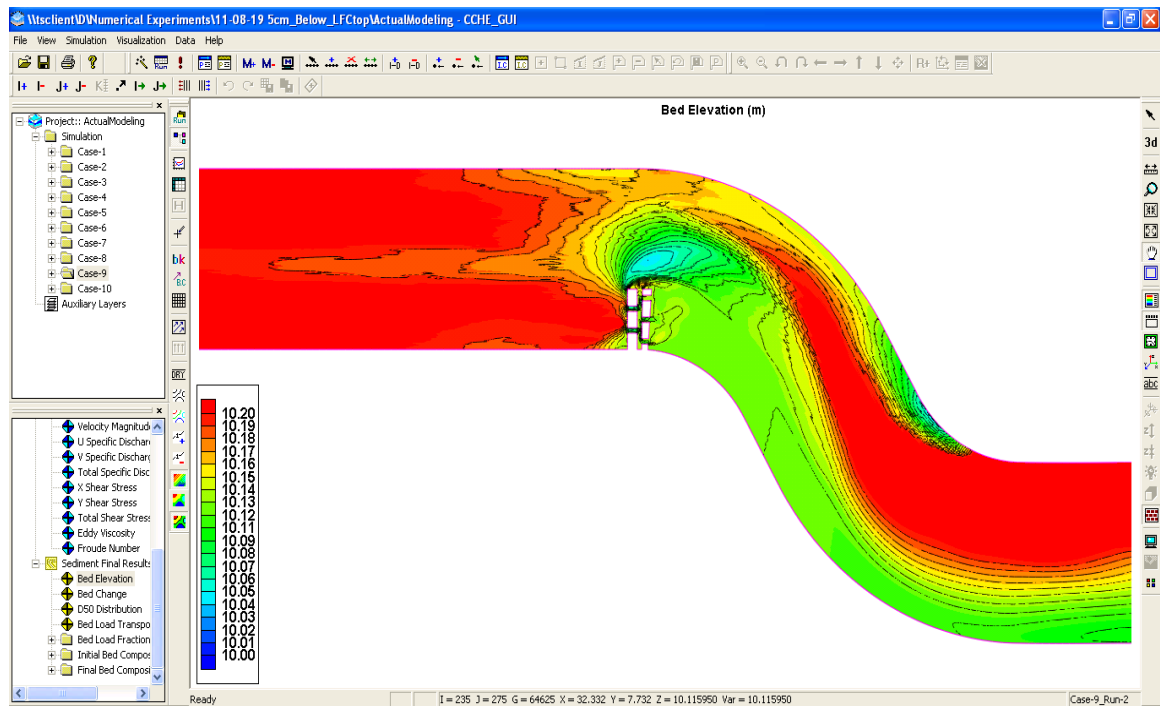 \\tsclient\D\Numerical Experiments\11-08-19 5cm_Below_LFCtop\ActualModeling - CCHE_GUI
File View Simulation Visualization Data Help
M+ M-
I+ I- J+ J- I+ J+
Project:: ActualModeling
Simulation
Case-1
Case-2
Case-3
Case-4
Case-5
Case-6
Case-7
Case-8
Case-9
Case-10
Auxiliary Layers
Run
bk
B.C
DRY
Velocity Magnitud
U Specific Dischar
V Specific Discharg
Total Specific Disc
X Shear Stress
Y Shear Stress
Total Shear Stress
Eddy Viscosity
Froude Number
Sediment Final Results
Bed Elevation
Bed Change
D50 Distribution
Bed Load Transpo
Bed Load Fraction
Initial Bed Compos
Final Bed Composi
Bed Elevation (m)
10.20
10.19
10.18
10.17
10.16
10.15
10.14
10.13
10.12
10.11
10.09
10.08
10.07
10.06
10.05
10.04
10.03
10.02
10.01
10.00
3d
abc
Ready
I = 235 J = 275 G = 64625 X = 32.332 Y = 7.732 Z = 10.115950 Var = 10.115950
Case-9_Run-2